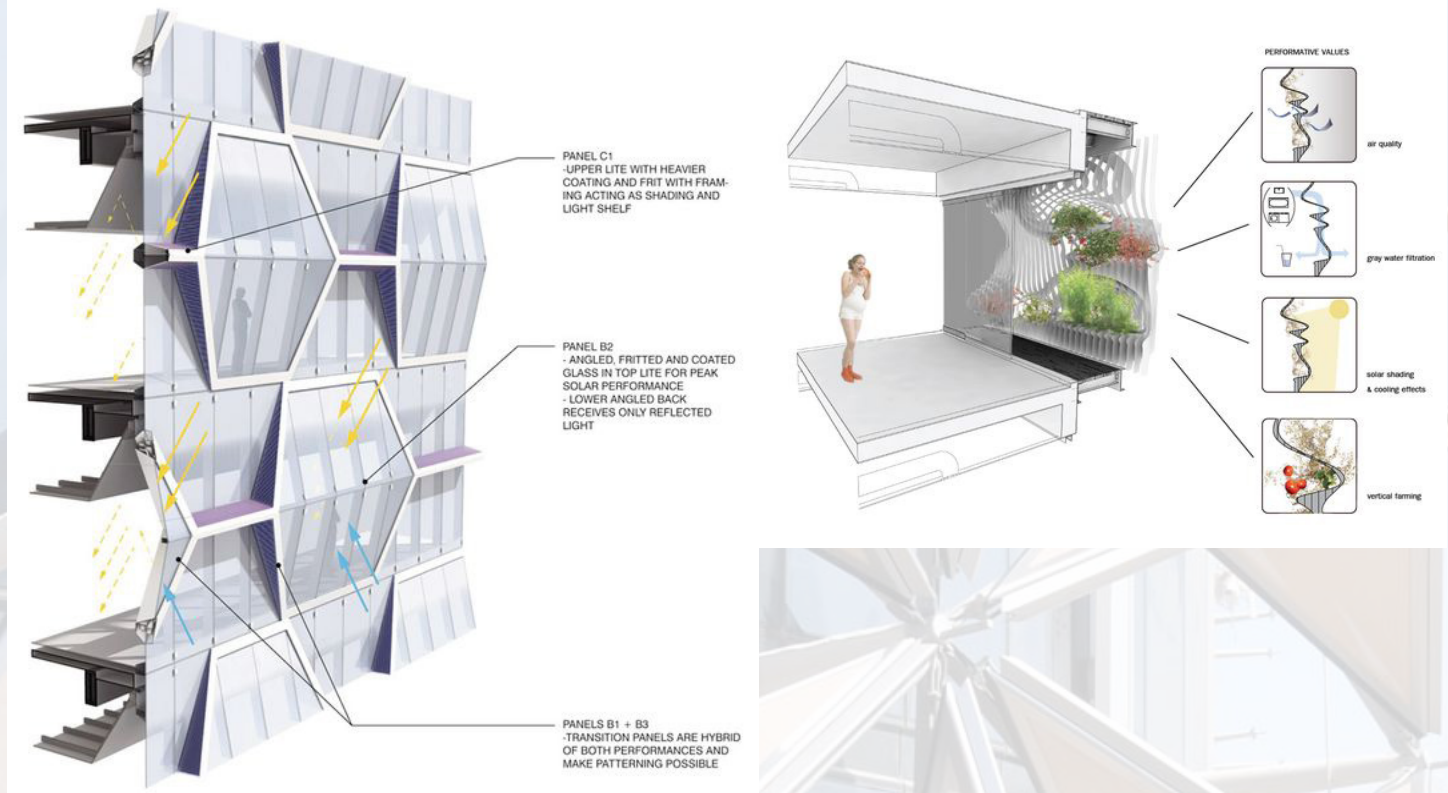 PANEL C1
-UPPER LITE WITH HEAVIER
COATING AND FRIT WITH FRAM-
ING ACTING AS SHADING AND
LIGHT SHELF
PANEL B2
- ANGLED, FRITTED AND COATED
GLASS IN TOP LITE FOR PEAK
SOLAR PERFORMANCE
- LOWER ANGLED BACK
RECEIVES ONLY REFLECTED
LIGHT
PANELS B1 + B3
-TRANSITION PANELS ARE HYBRID
OF BOTH PERFORMANCES AND
MAKE PATTERNING POSSIBLE
PERFORMATIVE VALUES
air quality
gray water filtration
solar shading
& cooling effects
vertical farming